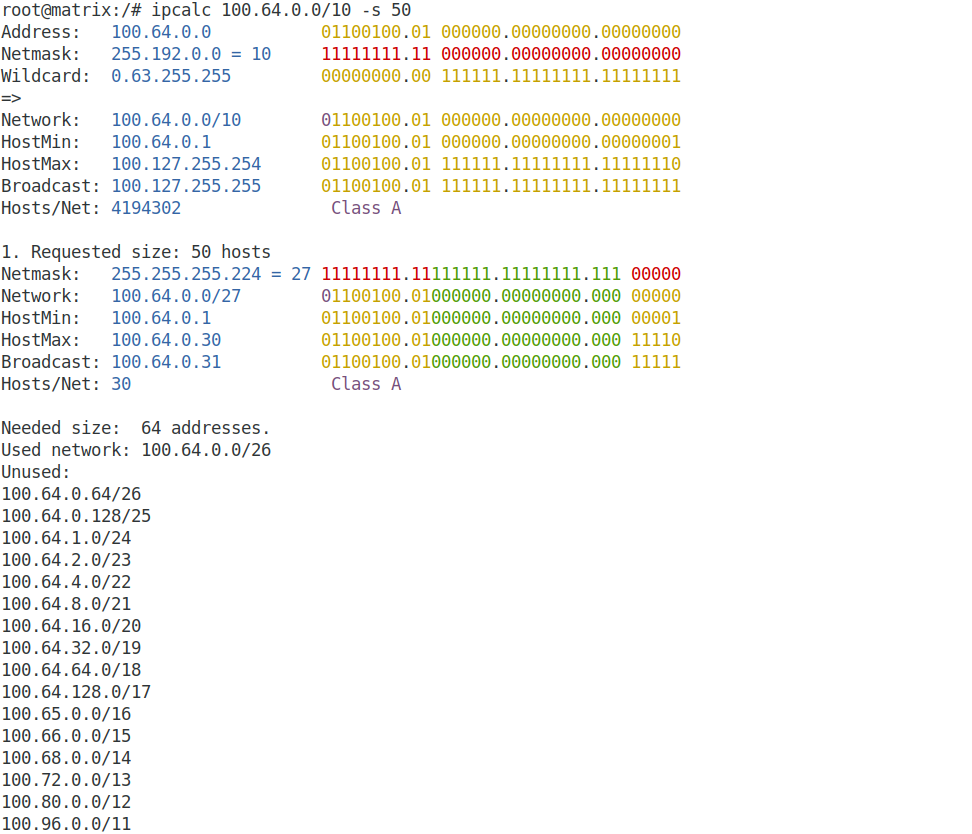 root@matrix:/# ipcalc 100.64.0.0/10 -s 50
Address:   100.64.0.0           01100100.01 000000.00000000.00000000
Netmask:   255.192.0.0 = 10     11111111.11 000000.00000000.00000000
Wildcard:  0.63.255.255         00000000.00 111111.11111111.11111111
=>
Network:   100.64.0.0/10        01100100.01 000000.00000000.00000000
HostMin:   100.64.0.1           01100100.01 000000.00000000.00000001
HostMax:   100.127.255.254      01100100.01 111111.11111111.11111110
Broadcast: 100.127.255.255      01100100.01 111111.11111111.11111111
Hosts/Net: 4194302               Class A

1. Requested size: 50 hosts
Netmask:   255.255.255.224 = 27 11111111.11111111.11111111.111 00000
Network:   100.64.0.0/27        01100100.01000000.00000000.000 00000
HostMin:   100.64.0.1           01100100.01000000.00000000.000 00001
HostMax:   100.64.0.30          01100100.01000000.00000000.000 11110
Broadcast: 100.64.0.31          01100100.01000000.00000000.000 11111
Hosts/Net: 30                    Class A

Needed size:  64 addresses.
Used network: 100.64.0.0/26
Unused:
100.64.0.64/26
100.64.0.128/25
100.64.1.0/24
100.64.2.0/23
100.64.4.0/22
100.64.8.0/21
100.64.16.0/20
100.64.32.0/19
100.64.64.0/18
100.64.128.0/17
100.65.0.0/16
100.66.0.0/15
100.68.0.0/14
100.72.0.0/13
100.80.0.0/12
100.96.0.0/11